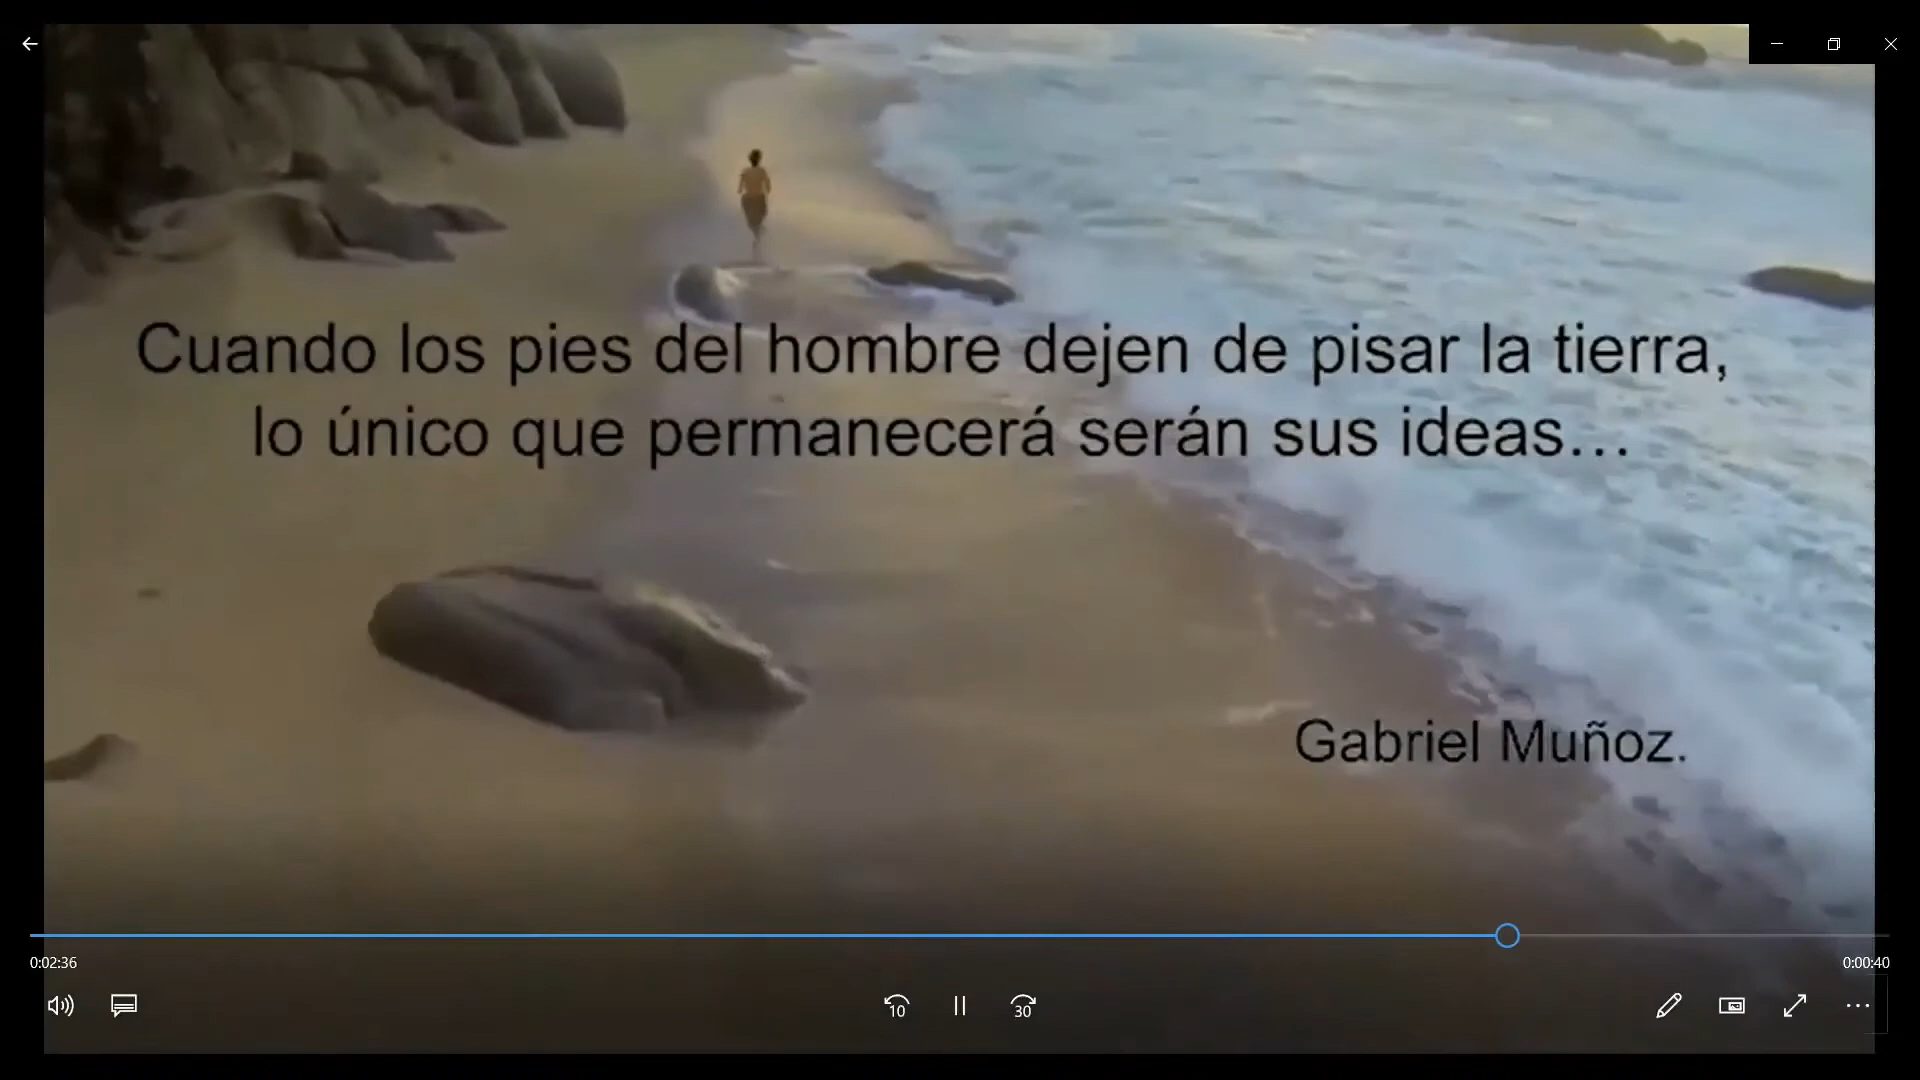 Cuando los pies del hombre dejen de pisar la tierra,
lo único que permanecerá serán sus ideas...
Gabriel Muñoz.
0:02:36
0:00:40
10
30